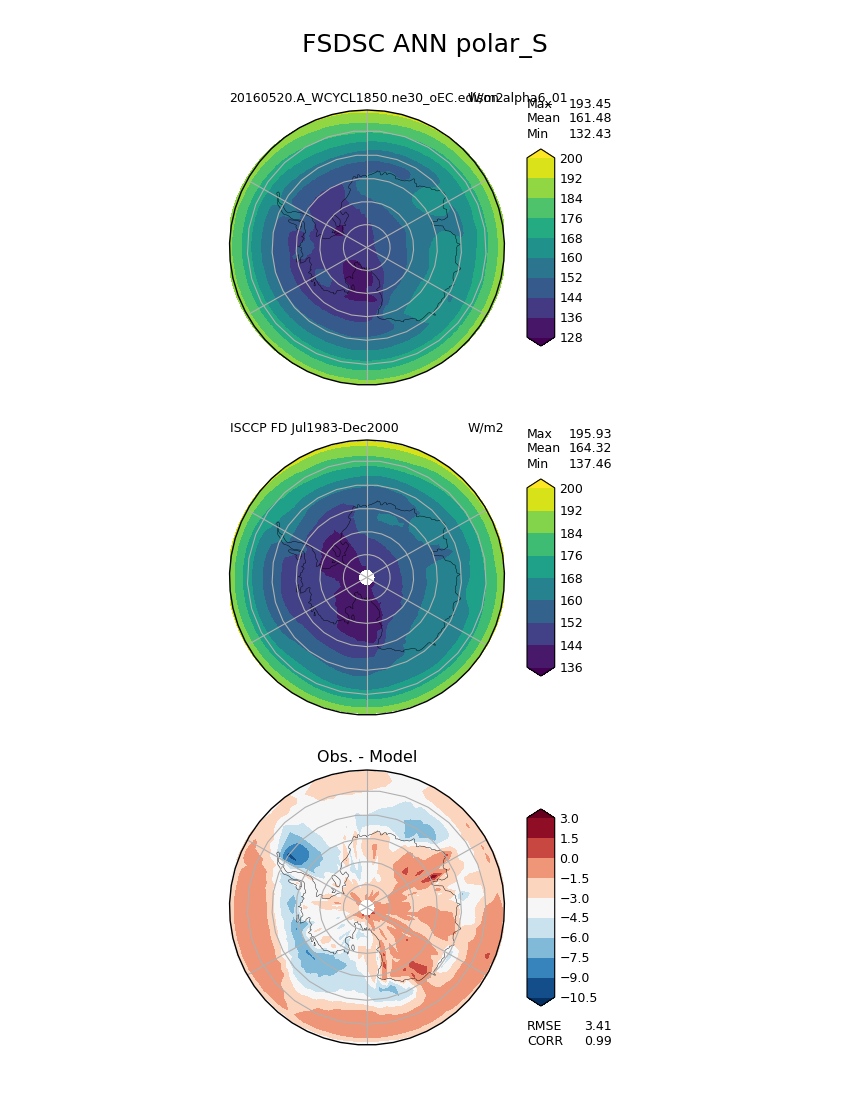 FSDSC ANN polar_S
20160520.A_WCYCL1850.ne30_oEC.edison.alpha6_01
W/m2
Max 193.45
Mean 161.48
Min 132.43
200
192
184
176
168
160
152
144
136
128
ISCCP FD Jul1983-Dec2000 W/m2
Max 195.93
Mean 164.32
Min 137.46
200
192
184
176
168
160
152
144
136
Obs. - Model
3.0
1.5
0.0
−1.5
−3.0
−4.5
−6.0
−7.5
−9.0
−10.5
RMSE 3.41
CORR 0.99